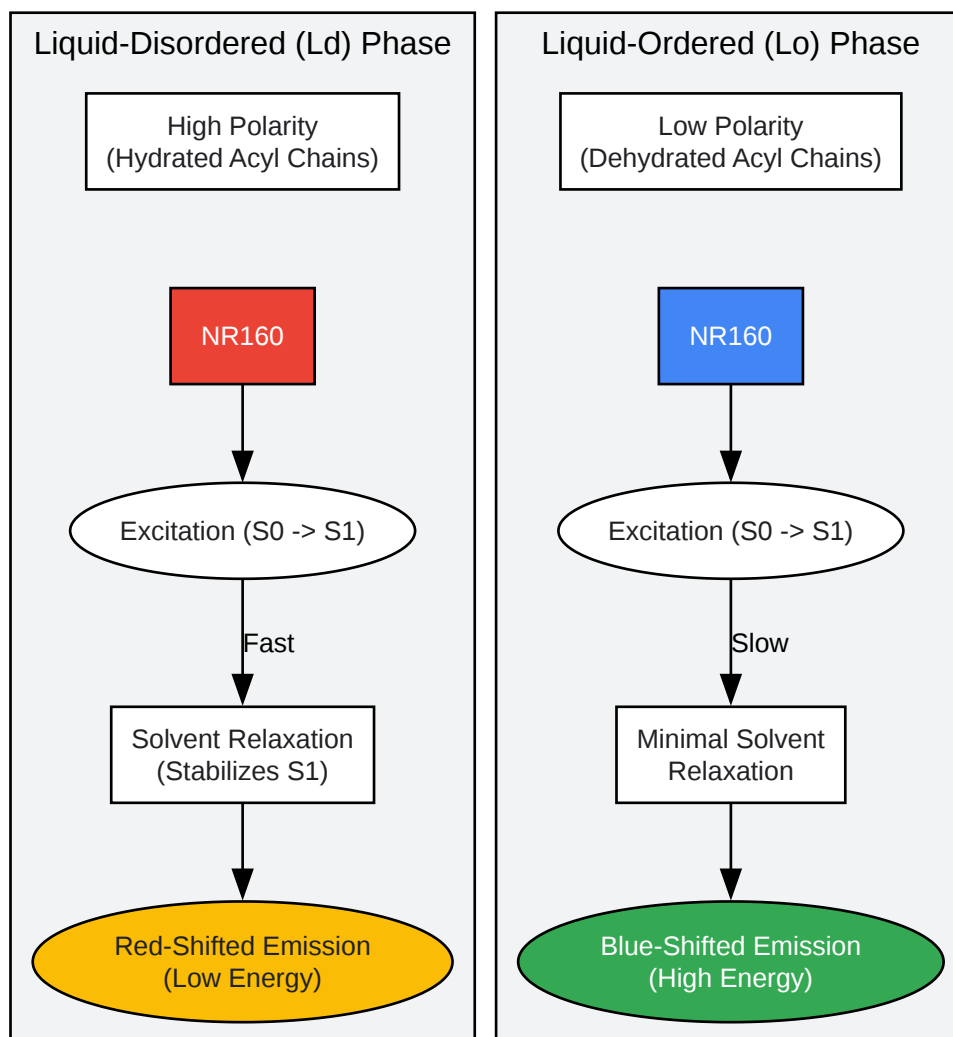 Liquid-Disordered (Ld) Phase
High Polarity
(Hydrated Acyl Chains)
NR160
Excitation (S0 -> S1)
Fast
Solvent Relaxation
(Stabilizes S1)
Red-Shifted Emission
(Low Energy)
Liquid-Ordered (Lo) Phase
Low Polarity
(Dehydrated Acyl Chains)
NR160
Excitation (S0 -> S1)
Slow
Minimal Solvent
Relaxation
Blue-Shifted Emission
(High Energy)